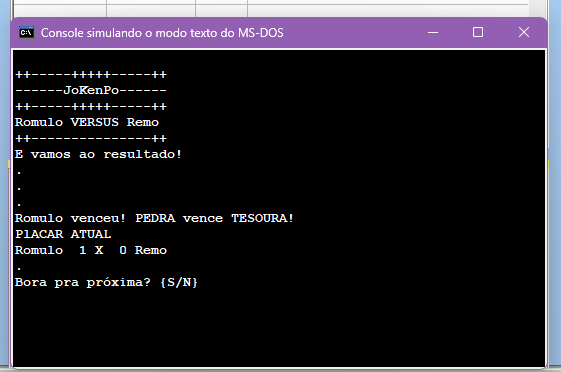 Console simulando o modo texto do MS-DOS
++-----+++++-----++
------JoKenPo------
++-----+++++-----++
Romulo VERSUS Remo
++---------------++
E vamos ao resultado!
.
.
.
Romulo venceu! PEDRA vence TESOURA!
PlACAR ATUAL
Romulo  1 X  0 Remo
.
Bora pra próxima? {S/N}